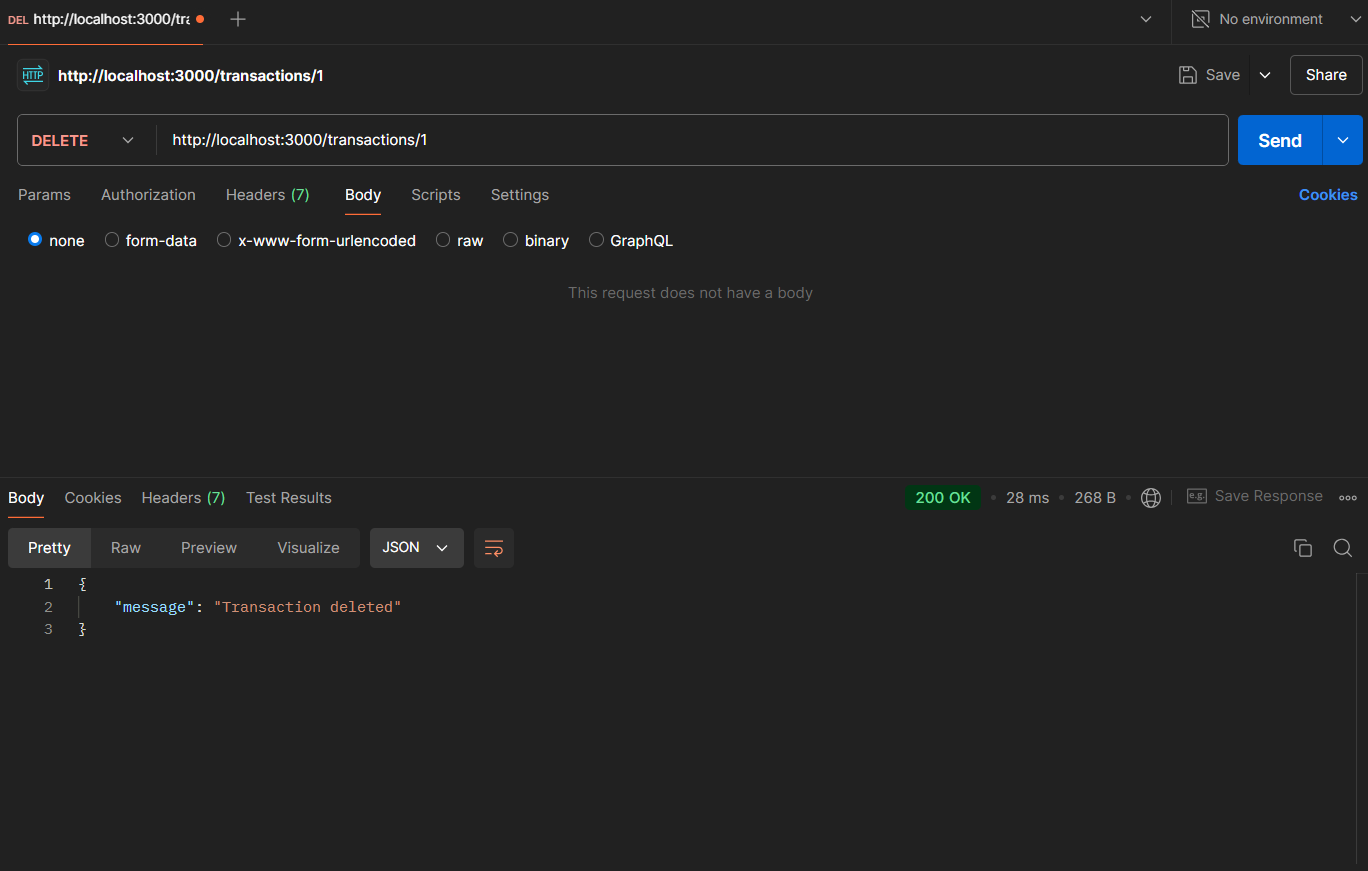 DEL http://localhost:3000/tra
No environment
HTTP http://localhost:3000/transactions/1
Save
Share
DELETE http://localhost:3000/transactions/1
Send
Params Authorization Headers (7) Body Scripts Settings Cookies
none form-data x-www-form-urlencoded raw binary GraphQL
This request does not have a body
Body Cookies Headers (7) Test Results 200 OK 28 ms 268 B e.g. Save Response
Pretty Raw Preview Visualize JSON
1 {
2 "message": "Transaction deleted"
3 }